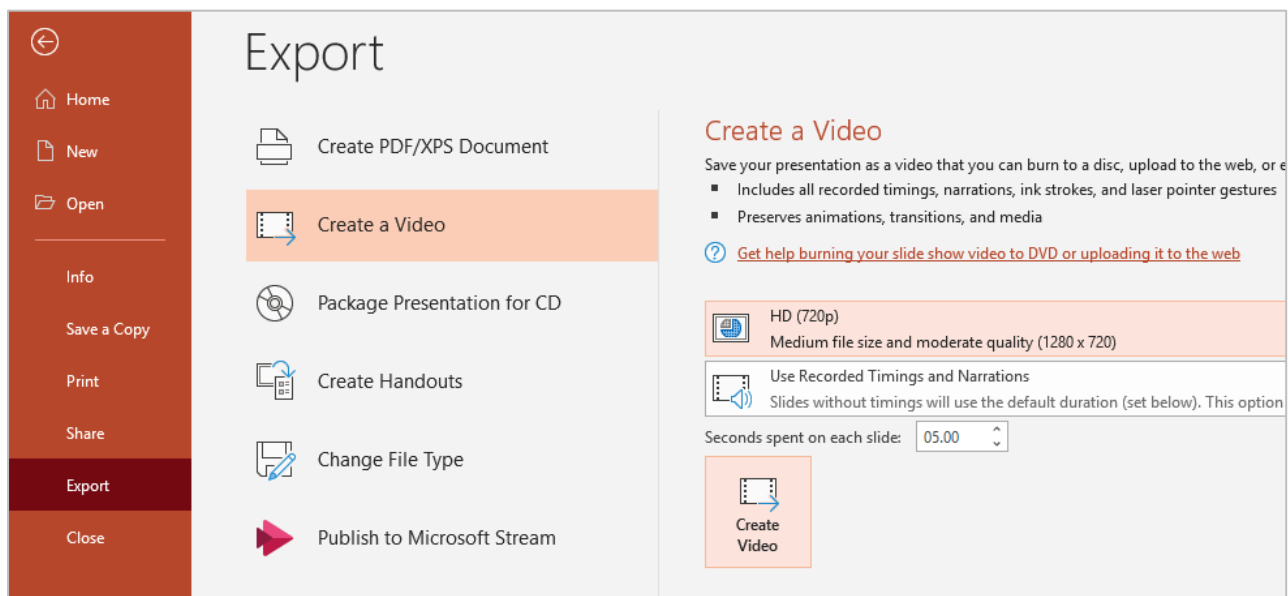 Export
Home
New
Open
Info
Save a Copy
Print
Share
Export
Close
Create PDF/XPS Document
Create a Video
Package Presentation for CD
Create Handouts
Change File Type
Publish to Microsoft Stream
Create a Video
Save your presentation as a video that you can burn to a disc, upload to the web, or e
Includes all recorded timings, narrations, ink strokes, and laser pointer gestures
Preserves animations, transitions, and media
Get help burning your slide show video to DVD or uploading it to the web
HD (720p)
Medium file size and moderate quality (1280 x 720)
Use Recorded Timings and Narrations
Slides without timings will use the default duration (set below). This option
Seconds spent on each slide: 05.00
Create
Video